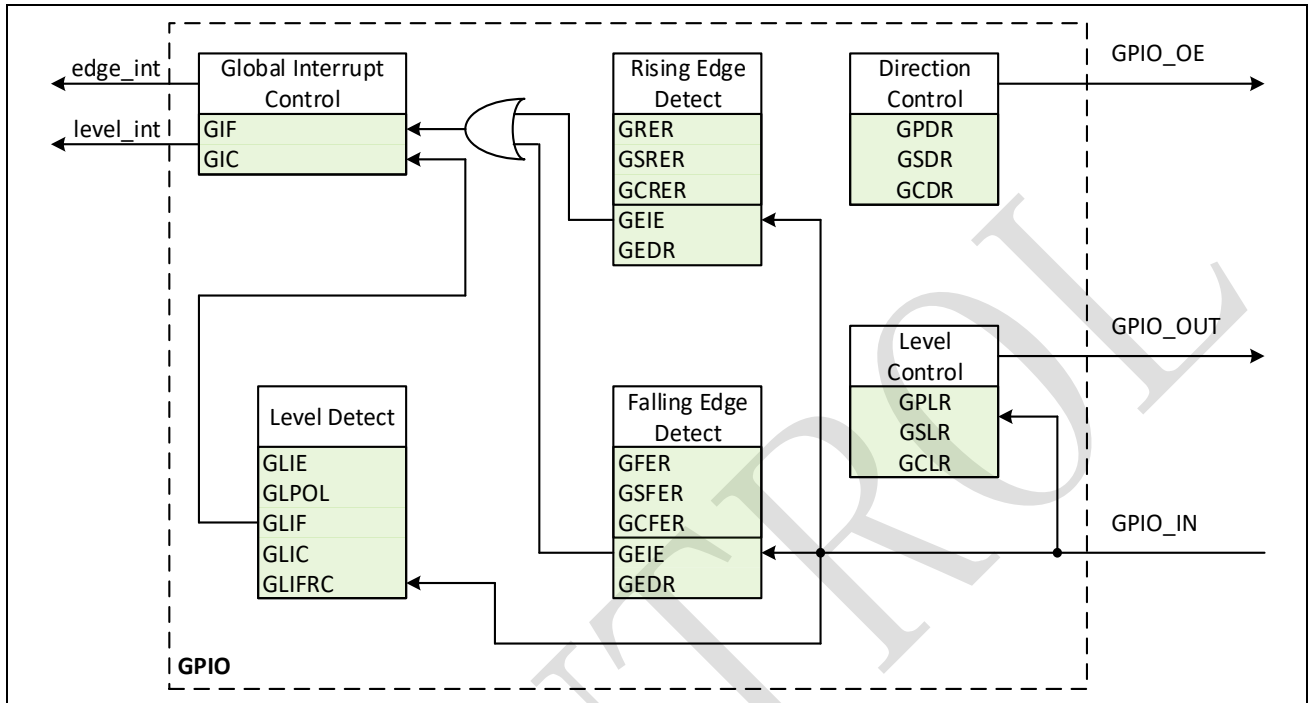 edge_int
level_int
Global Interrupt
Control
GIF
GIC
Rising Edge
Detect
GRER
GSRER
GCRER
GEIE
GEDR
Direction
Control
GPDR
GSDR
GCDR
GPIO_OE
Level Detect
GLIE
GLPOL
GLIF
GLIC
GLIFRC
Falling Edge
Detect
GFER
GSFER
GCFER
GEIE
GEDR
Level
Control
GPLR
GSLR
GCLR
GPIO_OUT
GPIO_IN
GPIO
NTROL